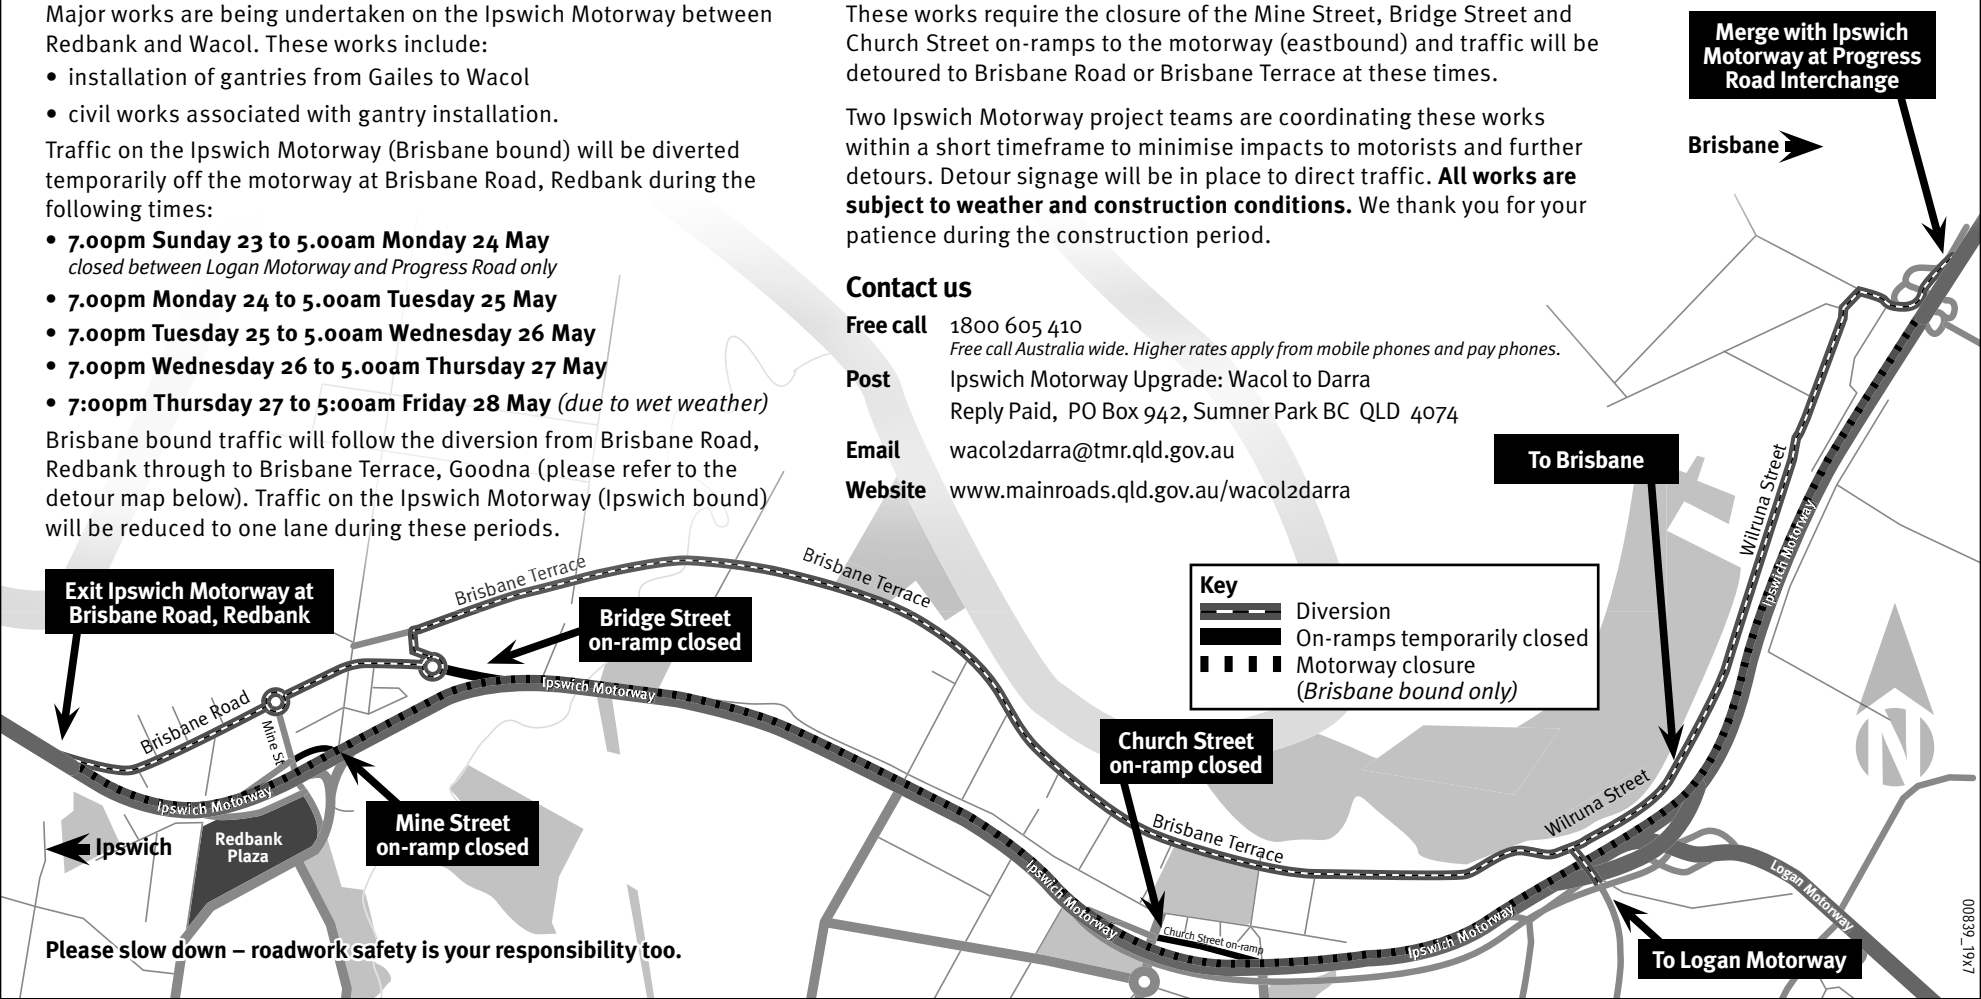 Major works are being undertaken on the Ipswich Motorway between
Redbank and Wacol. These works include:
• installation of gantries from Gailes to Wacol
• civil works associated with gantry installation.
Traffic on the Ipswich Motorway (Brisbane bound) will be diverted
temporarily off the motorway at Brisbane Road, Redbank during the
following times:
• 7.00pm Sunday 23 to 5.00am Monday 24 May
closed between Logan Motorway and Progress Road only
• 7.00pm Monday 24 to 5.00am Tuesday 25 May
• 7.00pm Tuesday 25 to 5.00am Wednesday 26 May
• 7.00pm Wednesday 26 to 5.00am Thursday 27 May
• 7:00pm Thursday 27 to 5:00am Friday 28 May (due to wet weather)
Brisbane bound traffic will follow the diversion from Brisbane Road,
Redbank through to Brisbane Terrace, Goodna (please refer to the
detour map below). Traffic on the Ipswich Motorway (Ipswich bound)
will be reduced to one lane during these periods.
These works require the closure of the Mine Street, Bridge Street and
Church Street on-ramps to the motorway (eastbound) and traffic will be
detoured to Brisbane Road or Brisbane Terrace at these times.
Two Ipswich Motorway project teams are coordinating these works
within a short timeframe to minimise impacts to motorists and further
detours. Detour signage will be in place to direct traffic. All works are
subject to weather and construction conditions. We thank you for your
patience during the construction period.
Contact us
Free call 1800 605 410
Free call Australia wide. Higher rates apply from mobile phones and pay phones.
Post Ipswich Motorway Upgrade: Wacol to Darra
Reply Paid, PO Box 942, Sumner Park BC QLD 4074
Email wacol2darra@tmr.qld.gov.au
Website www.mainroads.qld.gov.au/wacol2darra
Merge with Ipswich
Motorway at Progress
Road Interchange
Brisbane
To Brisbane
Wilruna Street
Ipswich Motorway
Key
Diversion
On-ramps temporarily closed
Motorway closure
(Brisbane bound only)
N
Exit Ipswich Motorway at
Brisbane Road, Redbank
Brisbane Terrace
Brisbane Terrace
Bridge Street
on-ramp closed
Ipswich Motorway
Brisbane Road
Mine St
Ipswich Motorway
Ipswich
Redbank
Plaza
Mine Street
on-ramp closed
Church Street
on-ramp closed
Brisbane Terrace
Wilruna Street
Ipswich Motorway
Church Street on-ramp
Ipswich Motorway
Logan Motorway
To Logan Motorway
Please slow down – roadwork safety is your responsibility too.
00839_19x7